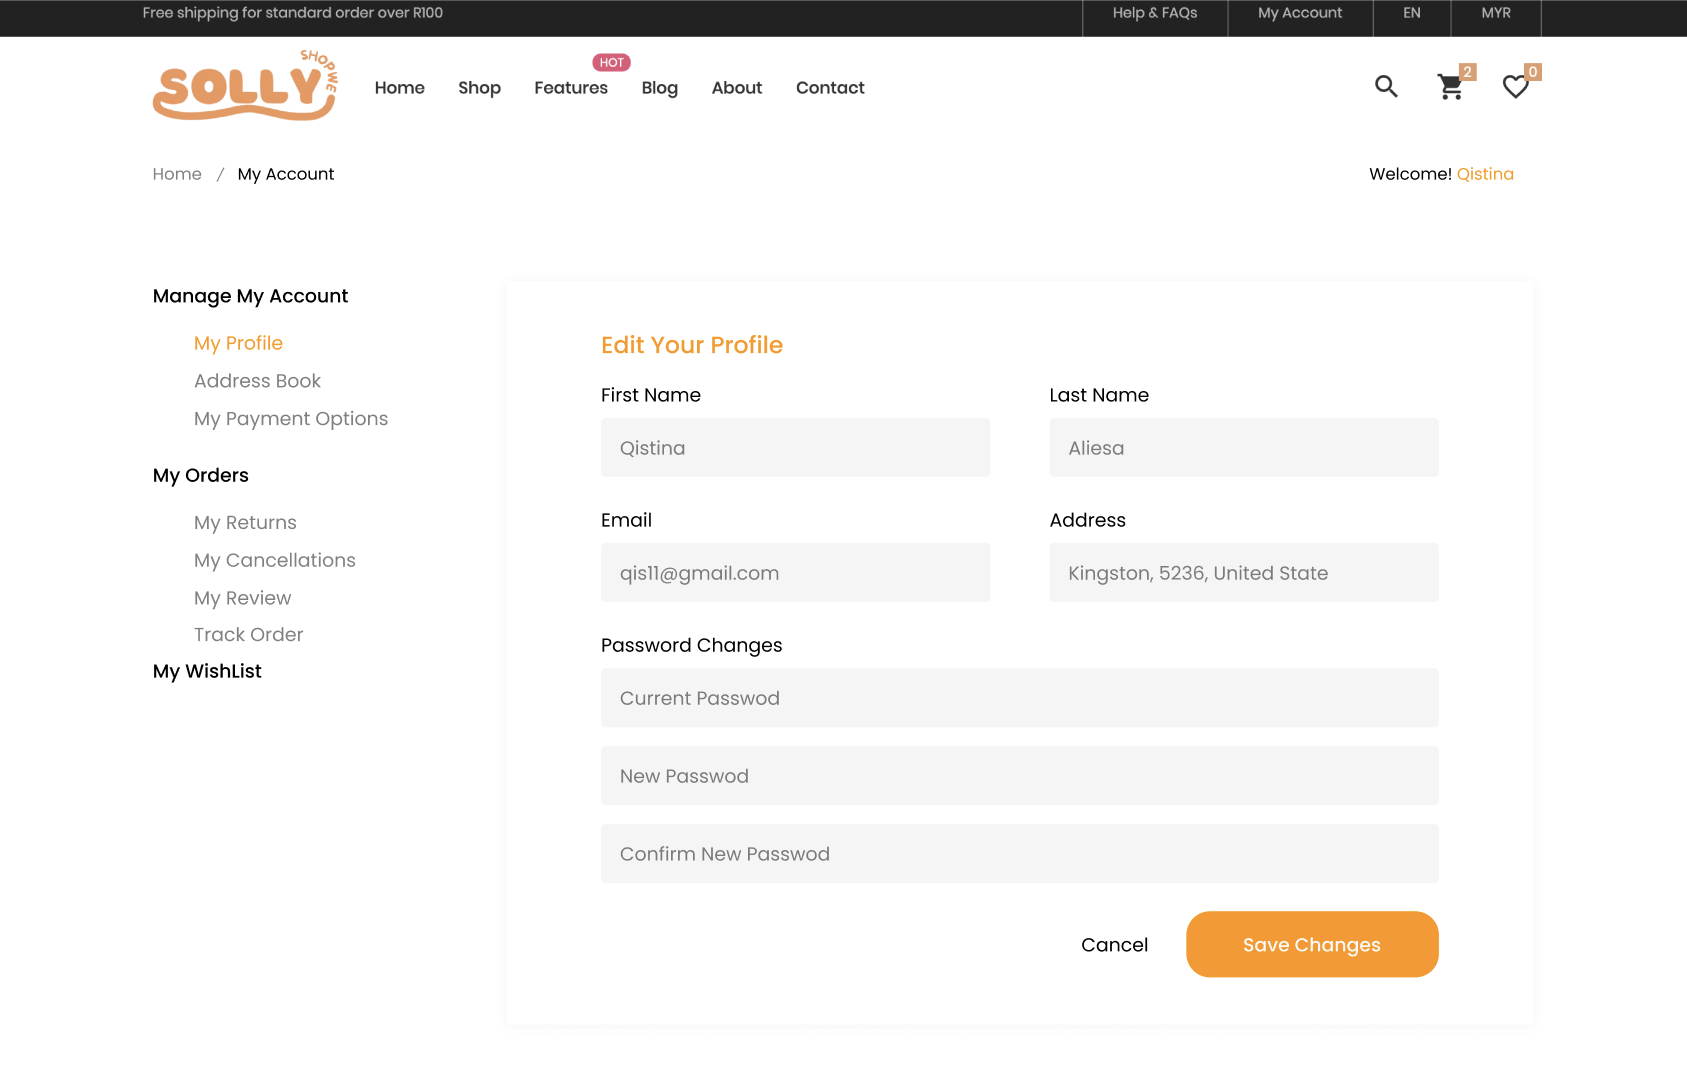 Free shipping for standard order over R100
Help & FAQs
My Account
EN
MYR
SOLLY
SHOPWE
Home
Shop
Features
HOT
Blog
About
Contact
2
0
Home / My Account
Welcome! Qistina
Manage My Account
My Profile
Address Book
My Payment Options
My Orders
My Returns
My Cancellations
My Review
Track Order
My WishList
Edit Your Profile
First Name
Last Name
Qistina
Aliesa
Email
Address
qis11@gmail.com
Kingston, 5236, United State
Password Changes
Current Passwod
New Passwod
Confirm New Passwod
Cancel
Save Changes